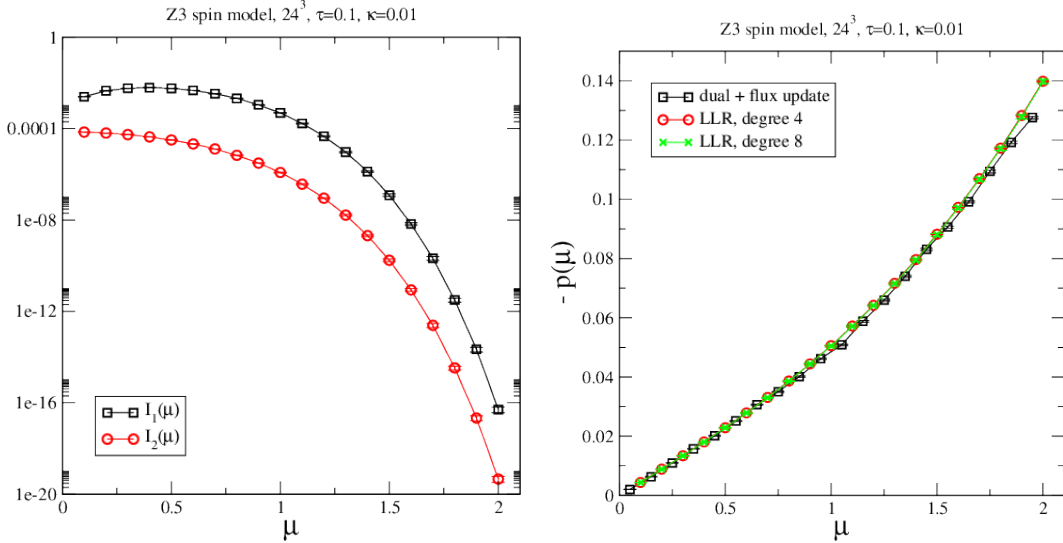 Z3 spin model, 24³, τ=0.1, κ=0.01
1
0.0001
1e-08
1e-12
1e-16
1e-20
I₁(μ)
I₂(μ)
0
0.5
1
1.5
2
μ
Z3 spin model, 24³, τ=0.1, κ=0.01
- p(μ)
0.14
0.12
0.1
0.08
0.06
0.04
0.02
0
dual + flux update
LLR, degree 4
LLR, degree 8
0
0.5
1
1.5
2
μ